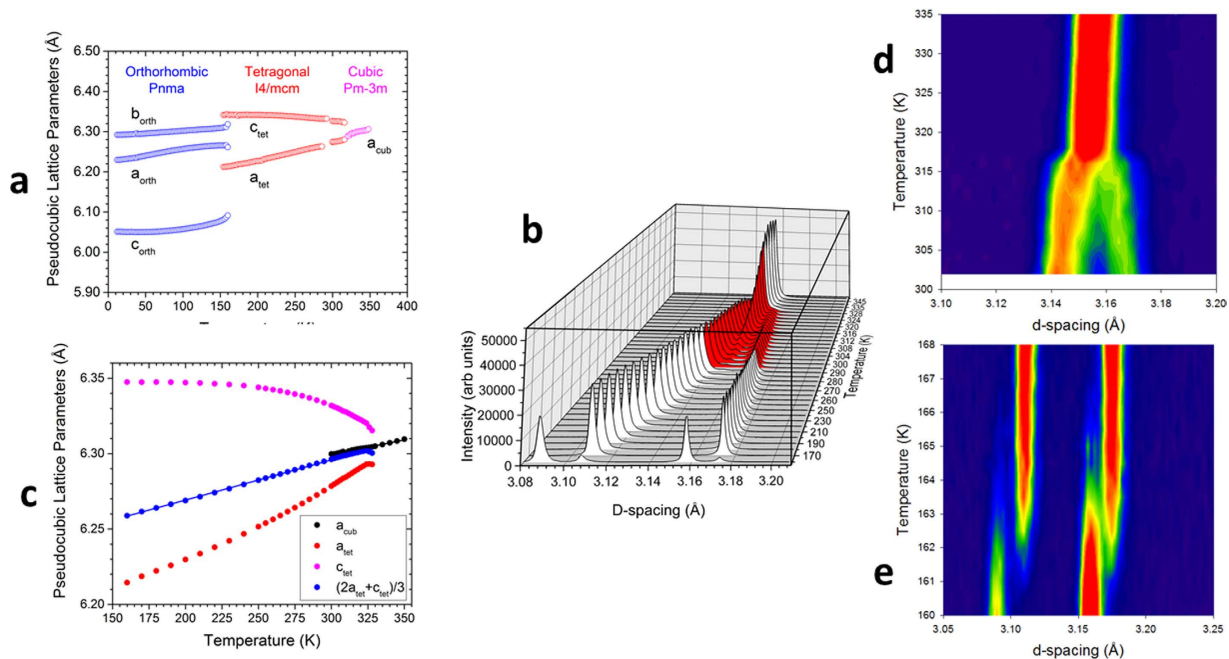 a
Pseudocubic Lattice Parameters (Å)
6.50
6.40
6.30
6.20
6.10
6.00
5.90
Orthorhombic
Pnma
Tetragonal
I4/mcm
Cubic
Pm-3m
b_orth
a_orth
c_orth
c_tet
a_tet
a_cub
0 50 100 150 200 250 300 350 400
b
Intensity (arb units)
50000
40000
30000
20000
10000
0
3.08 3.10 3.12 3.14 3.16 3.18 3.20
D-spacing (Å)
Temperature (K)
345
335
328
324
320
316
312
308
304
300
290
280
270
250
230
210
190
170
c
Pseudocubic Lattice Parameters (Å)
6.35
6.30
6.25
6.20
150 175 200 225 250 275 300 325 350
Temperature (K)
a_cub
a_tet
c_tet
(2a_tet+c_tet)/3
d
Temperarture (K)
335
330
325
320
315
310
305
300
3.10 3.12 3.14 3.16 3.18 3.20
d-spacing (Å)
e
Temperature (K)
168
167
166
165
164
163
162
161
160
3.05 3.10 3.15 3.20 3.25
d-spacing (Å)